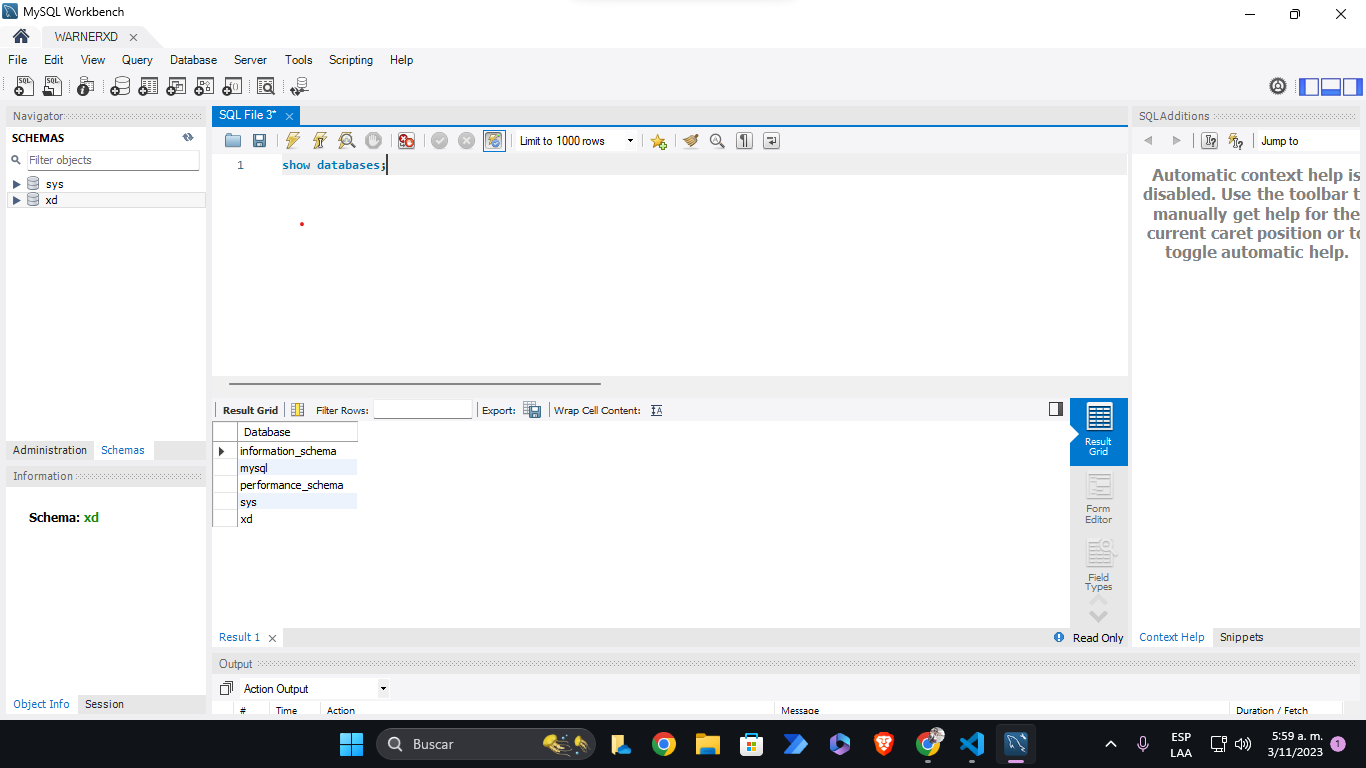 MySQL Workbench
WARNERXD
File Edit View Query Database Server Tools Scripting Help
Navigator
SCHEMAS
Filter objects
sys
xd
Administration Schemas
Information
Schema: xd
Object Info Session
SQL File 3*
Limit to 1000 rows
1 show databases;
Result Grid Filter Rows: Export: Wrap Cell Content:
Database
information_schema
mysql
performance_schema
sys
xd
Result Grid
Form Editor
Field Types
Result 1
Read Only
SQLAdditions
Jump to
Automatic context help is
disabled. Use the toolbar t
manually get help for the
current caret position or to
toggle automatic help.
Context Help Snippets
Output
Action Output
# Time Action Message Duration / Fetch
Buscar
ESP
LAA
5:59 a. m.
3/11/2023
1